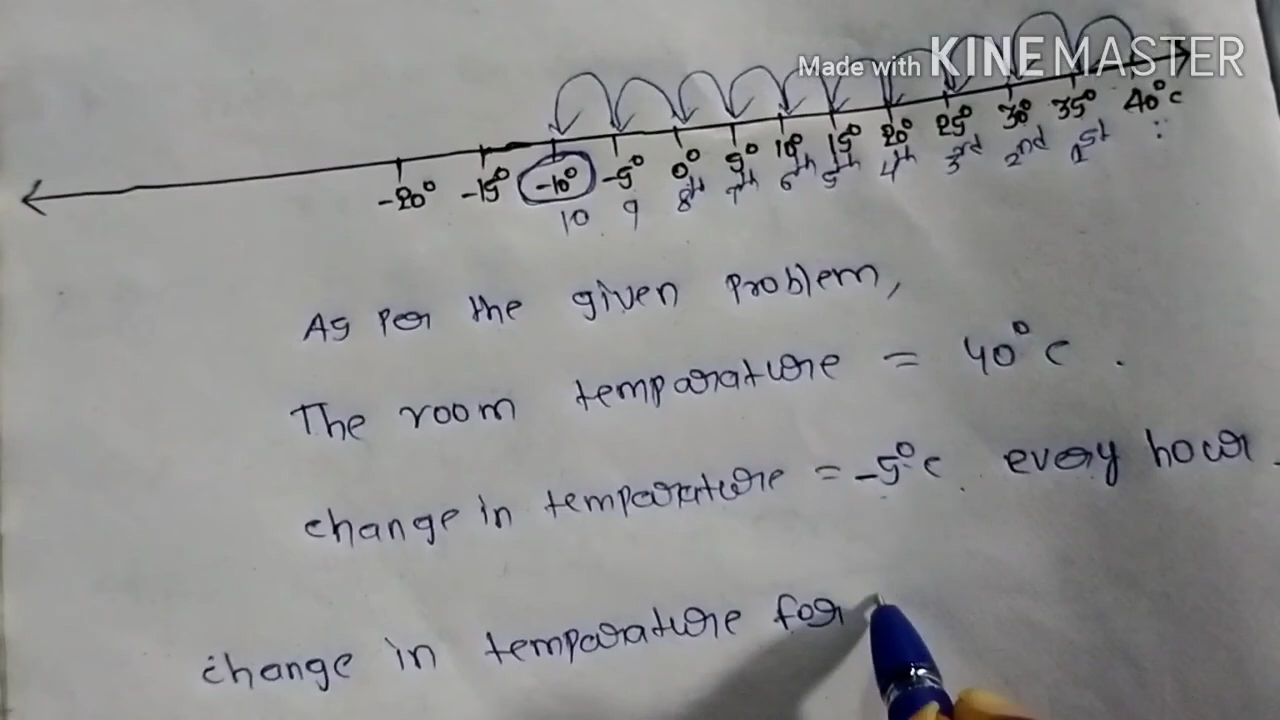 Made with KINEMASTER
-20° -15° -10° -5° 0° 5° 10° 15° 20° 25° 30° 35° 40°c
10 9 8th 7th 6th 5th 4th 3rd 2nd 1st
As per the given problem,
The room temparature = 40°c .
change in temparature = -5°c every hour.
change in temparature for